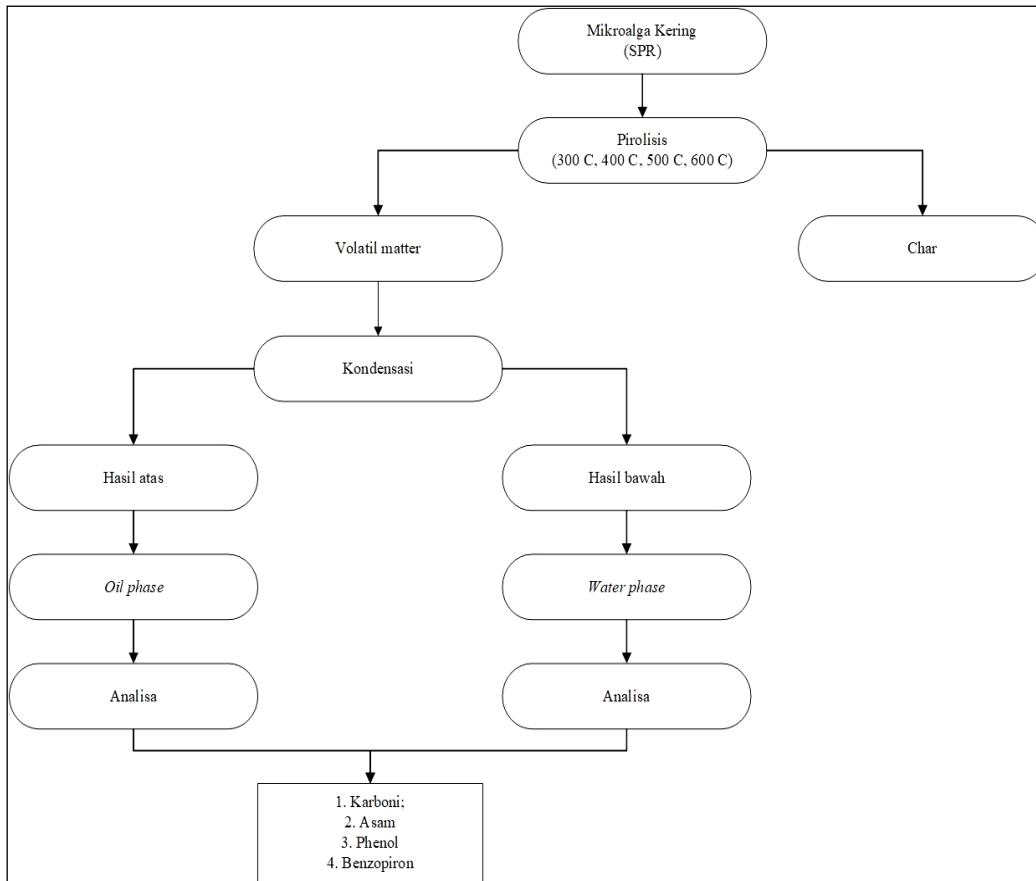 Mikroalga Kering
(SPR)
Pirolisis
(300 C, 400 C, 500 C, 600 C)
Volatil matter
Char
Kondensasi
Hasil atas
Hasil bawah
Oil phase
Water phase
Analisa
Analisa
1. Karboni;
2. Asam
3. Phenol
4. Benzopiron